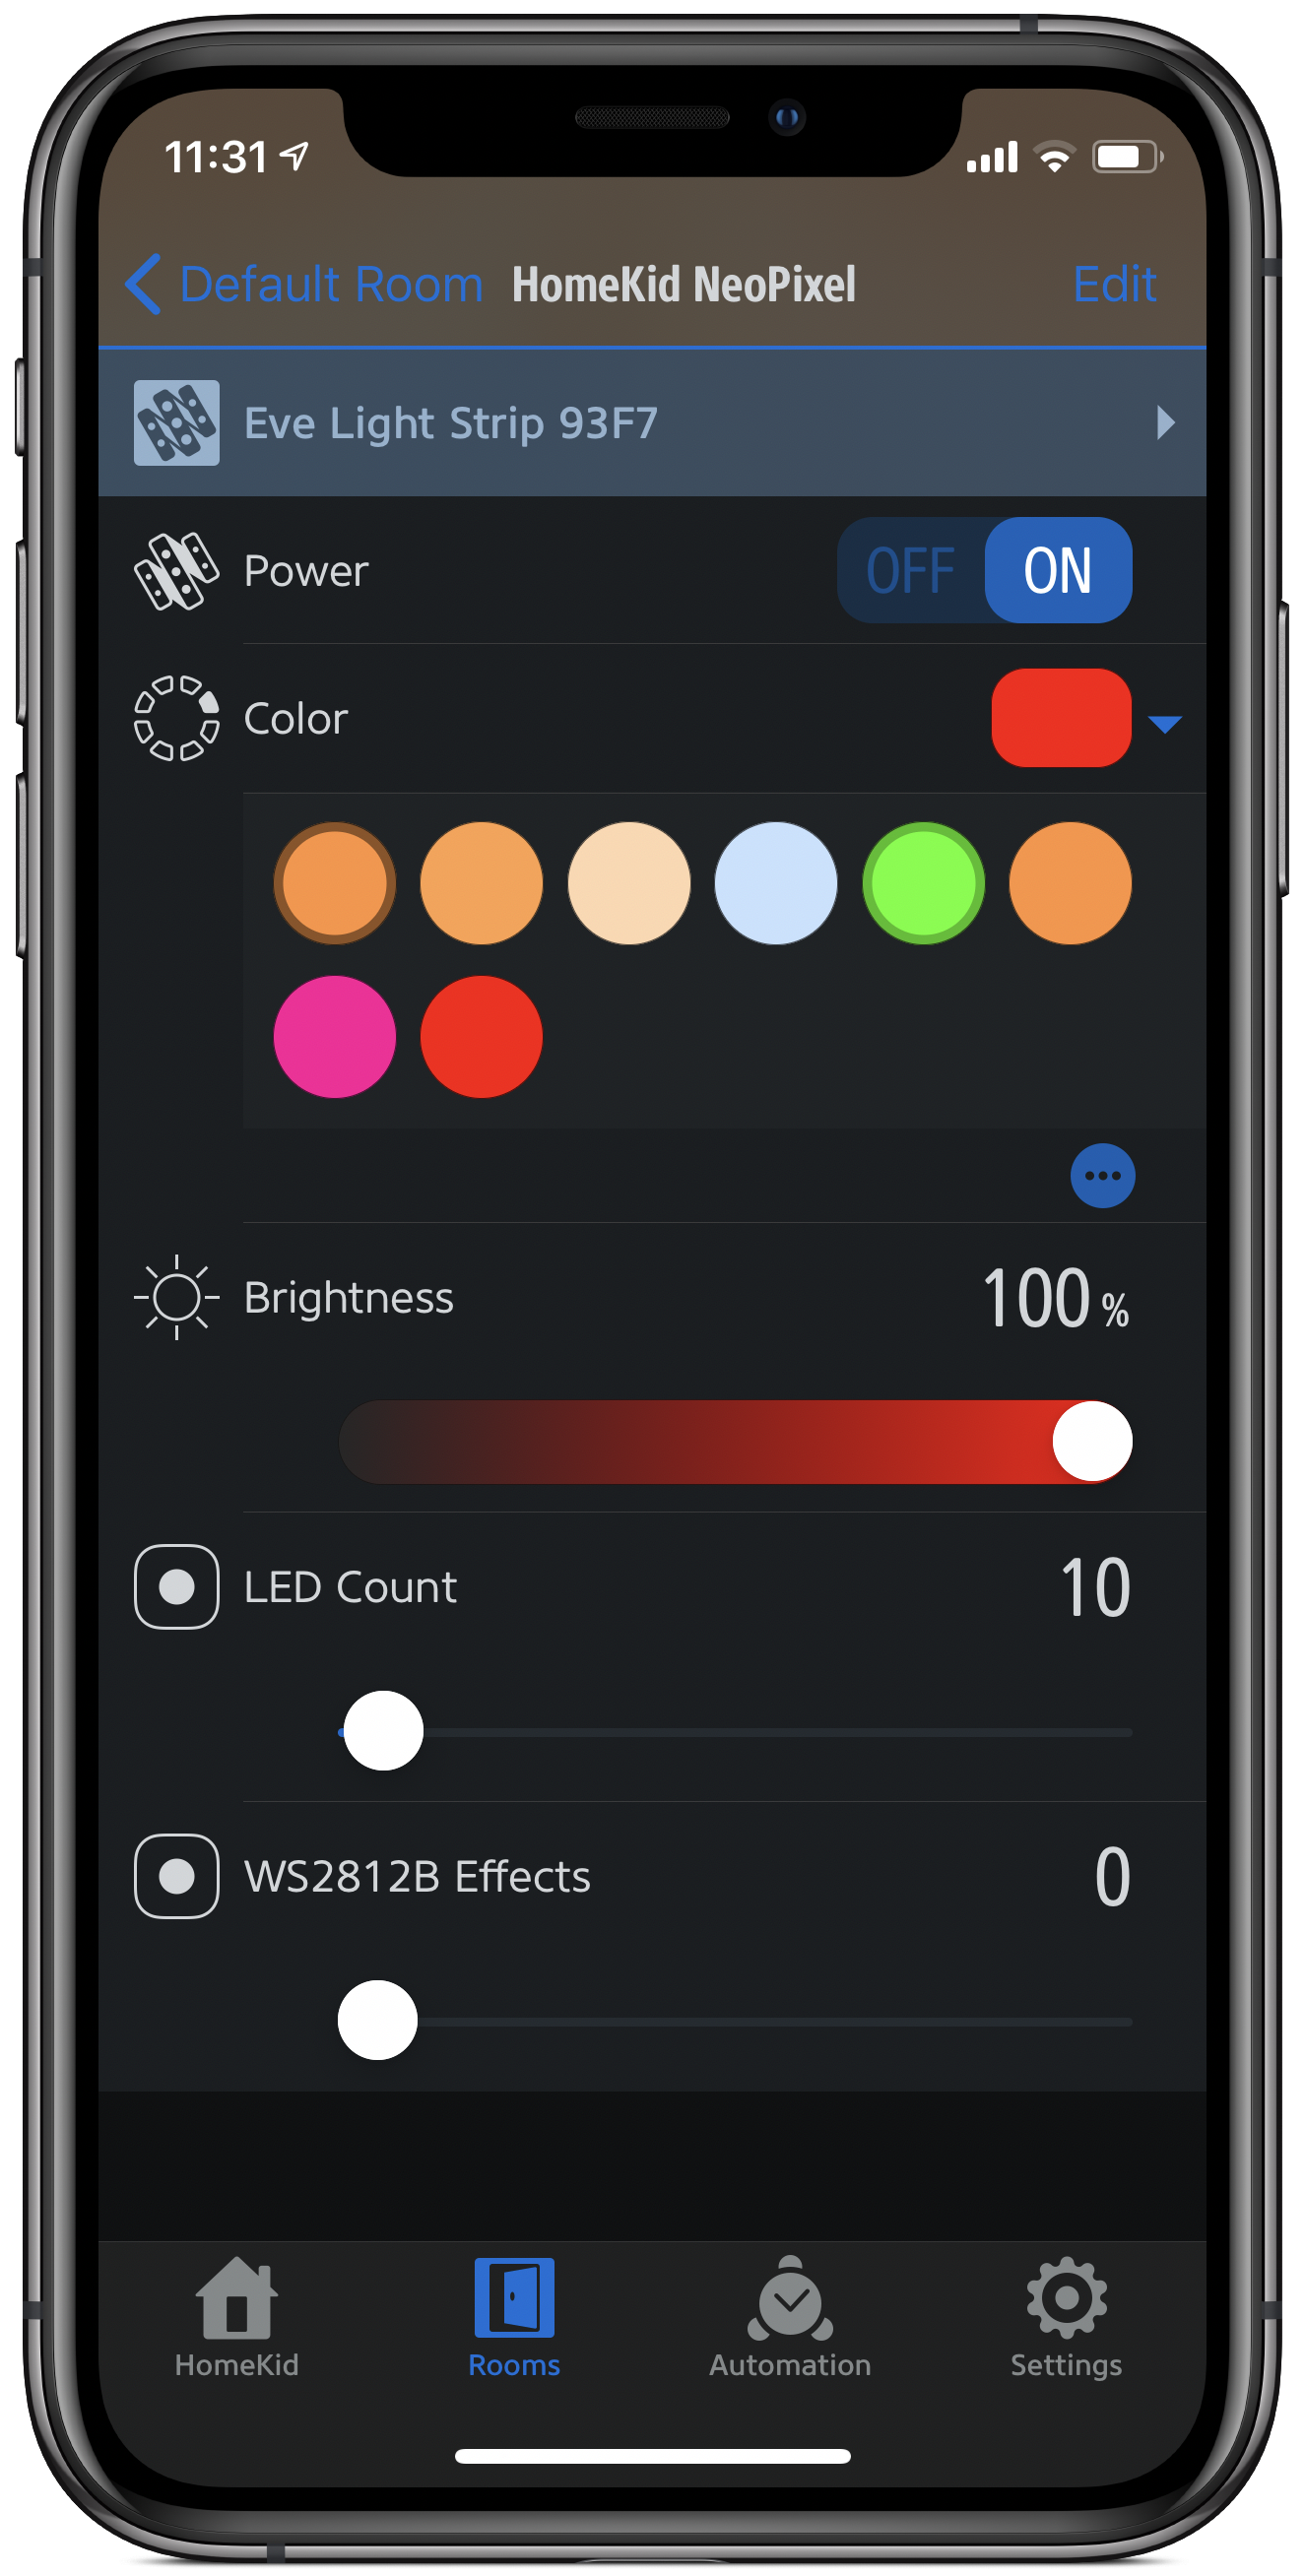 11:31
Default Room HomeKid NeoPixel Edit
Eve Light Strip 93F7
Power OFF ON
Color
Brightness 100 %
LED Count 10
WS2812B Effects 0
HomeKid Rooms Automation Settings